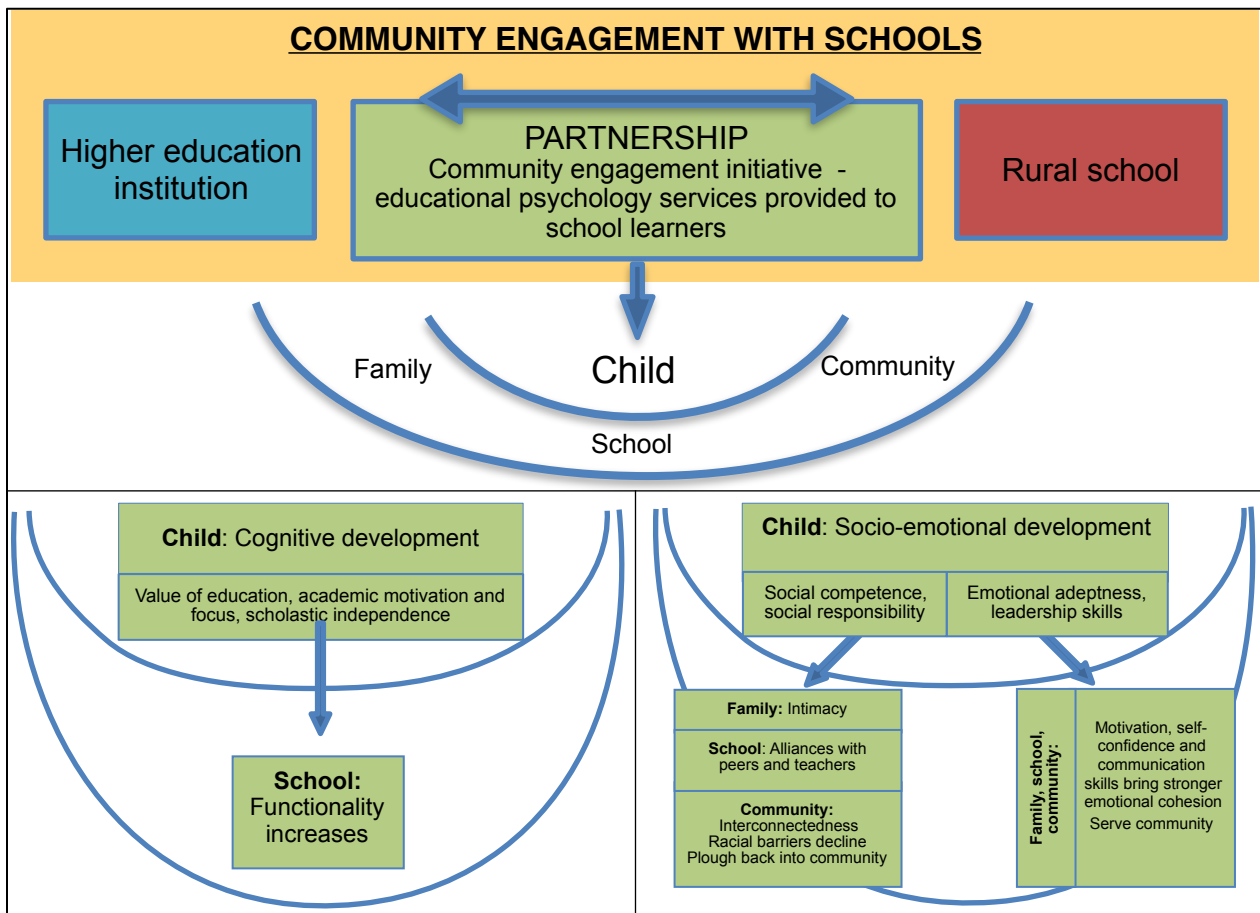 COMMUNITY ENGAGEMENT WITH SCHOOLS
Higher education
institution
PARTNERSHIP
Community engagement initiative -
educational psychology services provided to
school learners
Rural school
Family
Child
Community
School
Child: Cognitive development
Value of education, academic motivation and
focus, scholastic independence
School:
Functionality
increases
Child: Socio-emotional development
Social competence,
social responsibility
Emotional adeptness,
leadership skills
Family: Intimacy
School: Alliances with
peers and teachers
Community:
Interconnectedness
Racial barriers decline
Plough back into community
Family, school,
community:
Motivation, self-
confidence and
communication
skills bring stronger
emotional cohesion
Serve community